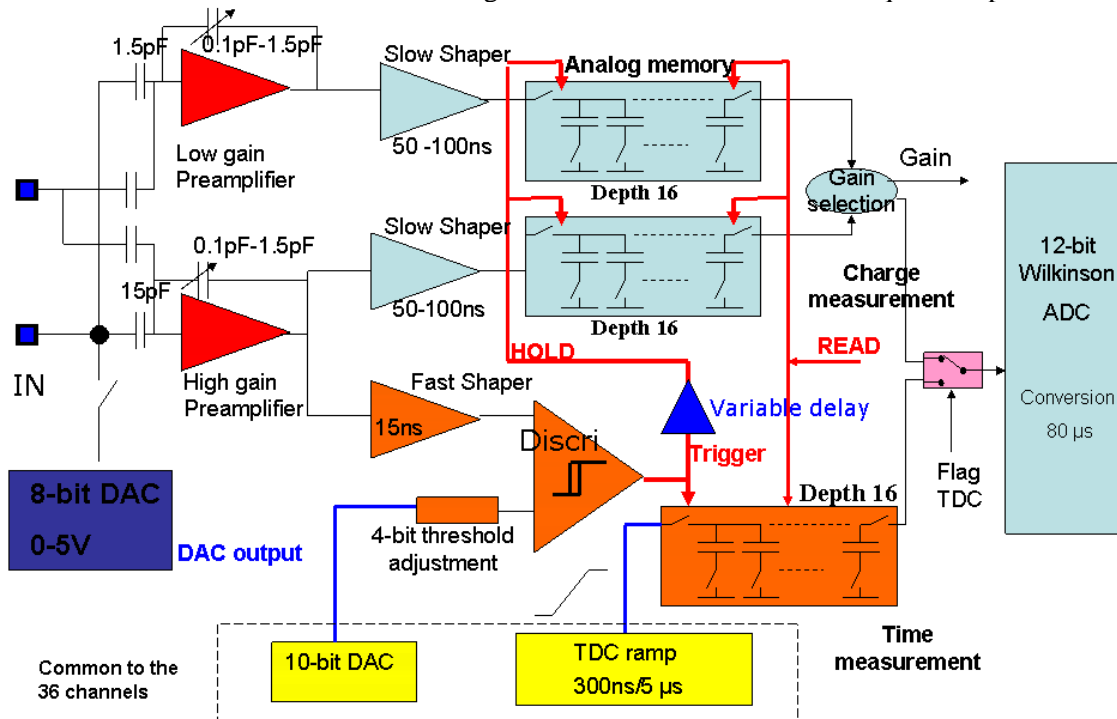 1.5pF
0.1pF-1.5pF
Slow Shaper
Analog memory
50 -100ns
Low gain
Preamplifier
Depth 16
Gain
Gain
selection
Slow Shaper
0.1pF-1.5pF
15pF
50-100ns
Depth 16
Charge
measurement
12-bit
Wilkinson
ADC
Conversion
80 µs
HOLD
READ
IN
High gain
Preamplifier
Fast Shaper
15ns
Discri
Variable delay
Trigger
Flag
TDC
Depth 16
8-bit DAC
0-5V
DAC output
4-bit threshold
adjustment
Common to the
36 channels
10-bit DAC
TDC ramp
300ns/5 µs
Time
measurement